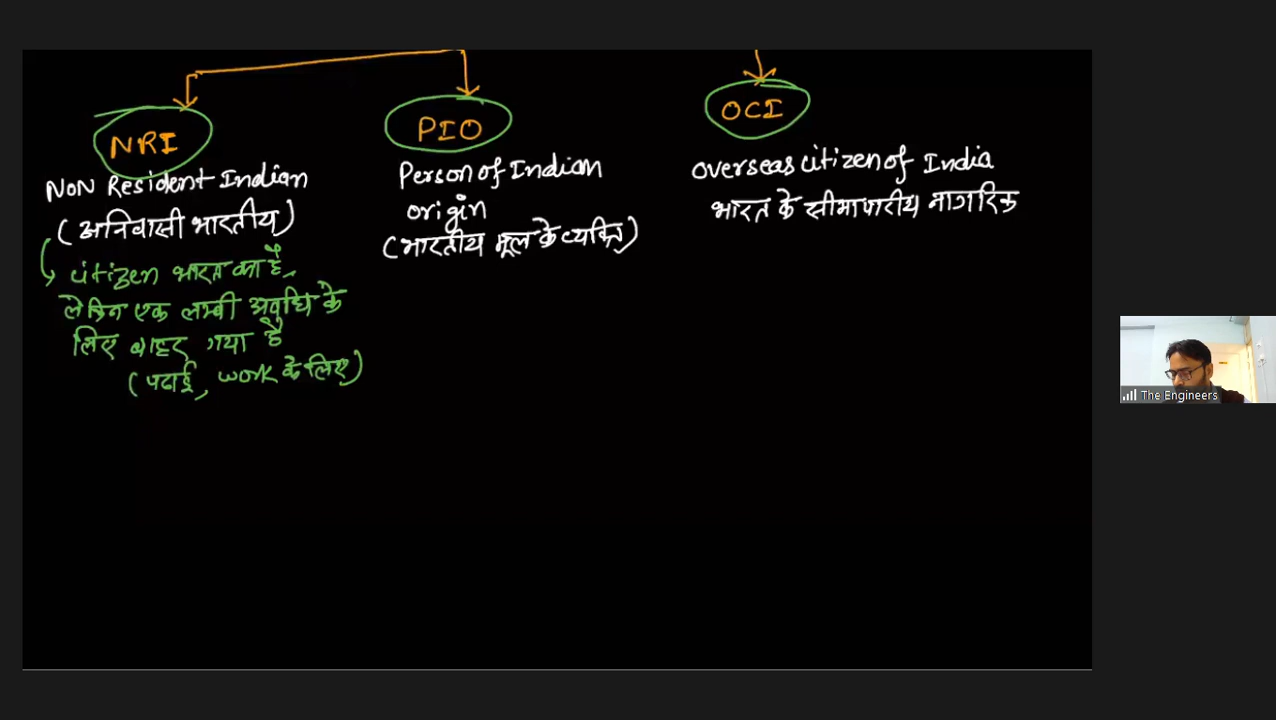 NRI
NON Resident Indian
(अनिवासी भारतीय)
citizen भारत का है,
लेकिन एक लम्बी अवधि के
लिए बाहर गया है
(पढाई, work के लिए)
PIO
Person of Indian
origin
(भारतीय मूल के व्यक्ति)
OCI
overseas citizen of India
भारत के सीमापारीय नागरिक
The Engineers